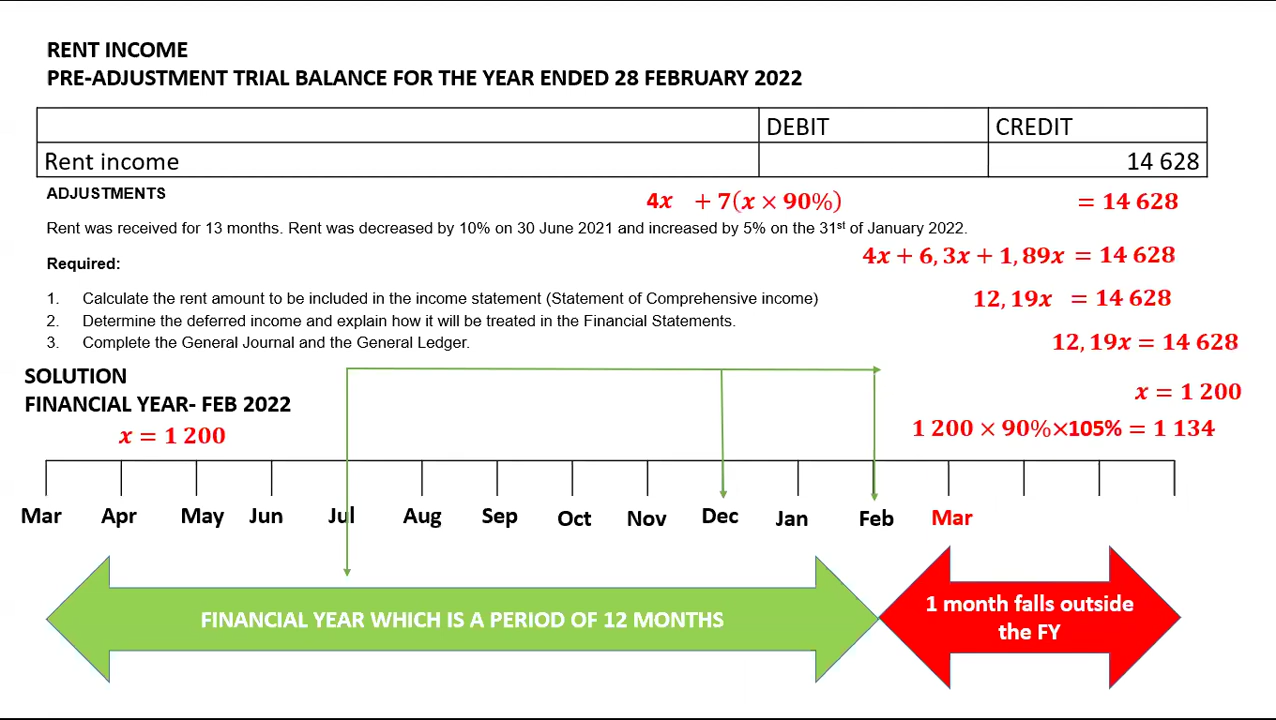 RENT INCOME
PRE-ADJUSTMENT TRIAL BALANCE FOR THE YEAR ENDED 28 FEBRUARY 2022
DEBIT CREDIT
Rent income 14 628
ADJUSTMENTS
4x + 7(x × 90%) = 14 628
Rent was received for 13 months. Rent was decreased by 10% on 30 June 2021 and increased by 5% on the 31st of January 2022.
4x + 6,3x + 1,89x = 14 628
Required:
1. Calculate the rent amount to be included in the income statement (Statement of Comprehensive income)
12,19x = 14 628
2. Determine the deferred income and explain how it will be treated in the Financial Statements.
3. Complete the General Journal and the General Ledger.
12,19x = 14 628
SOLUTION
x = 1 200
FINANCIAL YEAR- FEB 2022
x = 1 200
1 200 × 90%×105% = 1 134
Mar Apr May Jun Jul Aug Sep Oct Nov Dec Jan Feb Mar
FINANCIAL YEAR WHICH IS A PERIOD OF 12 MONTHS
1 month falls outside
the FY